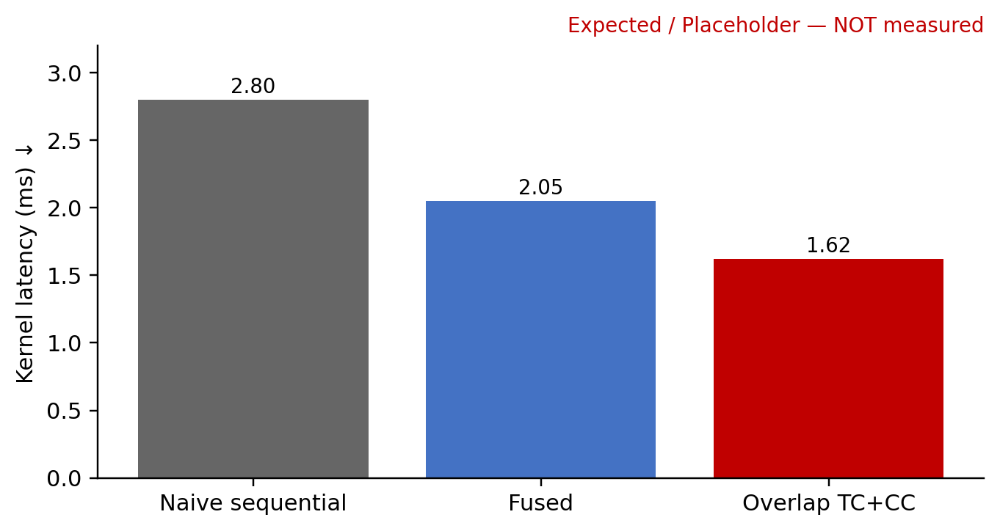 Expected / Placeholder — NOT measured
Kernel latency (ms) ↓
3.0
2.5
2.0
1.5
1.0
0.5
0.0
2.80
2.05
1.62
Naive sequential
Fused
Overlap TC+CC